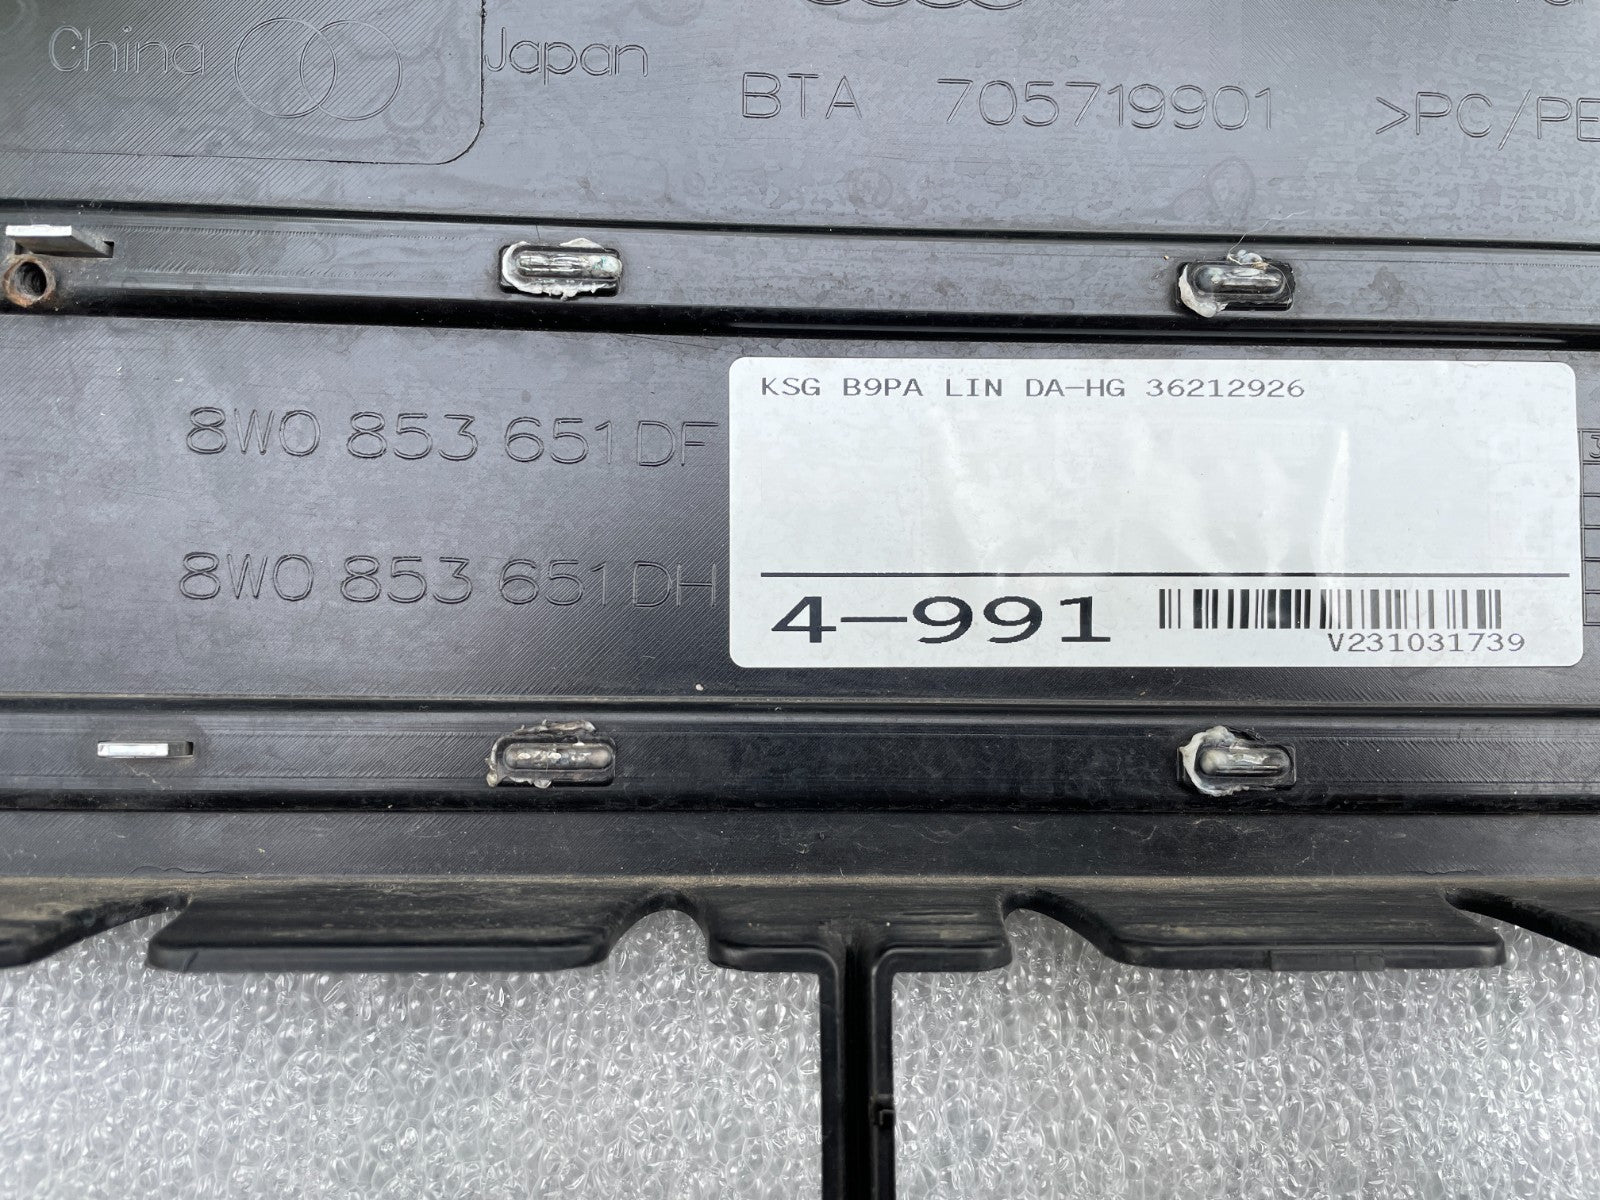 China Japan
BTA 705719901 >PC/PE
KSG B9PA LIN DA-HG 36212926
8W0 853 651 DF
8W0 853 651 DH
4-991
V231031739
3